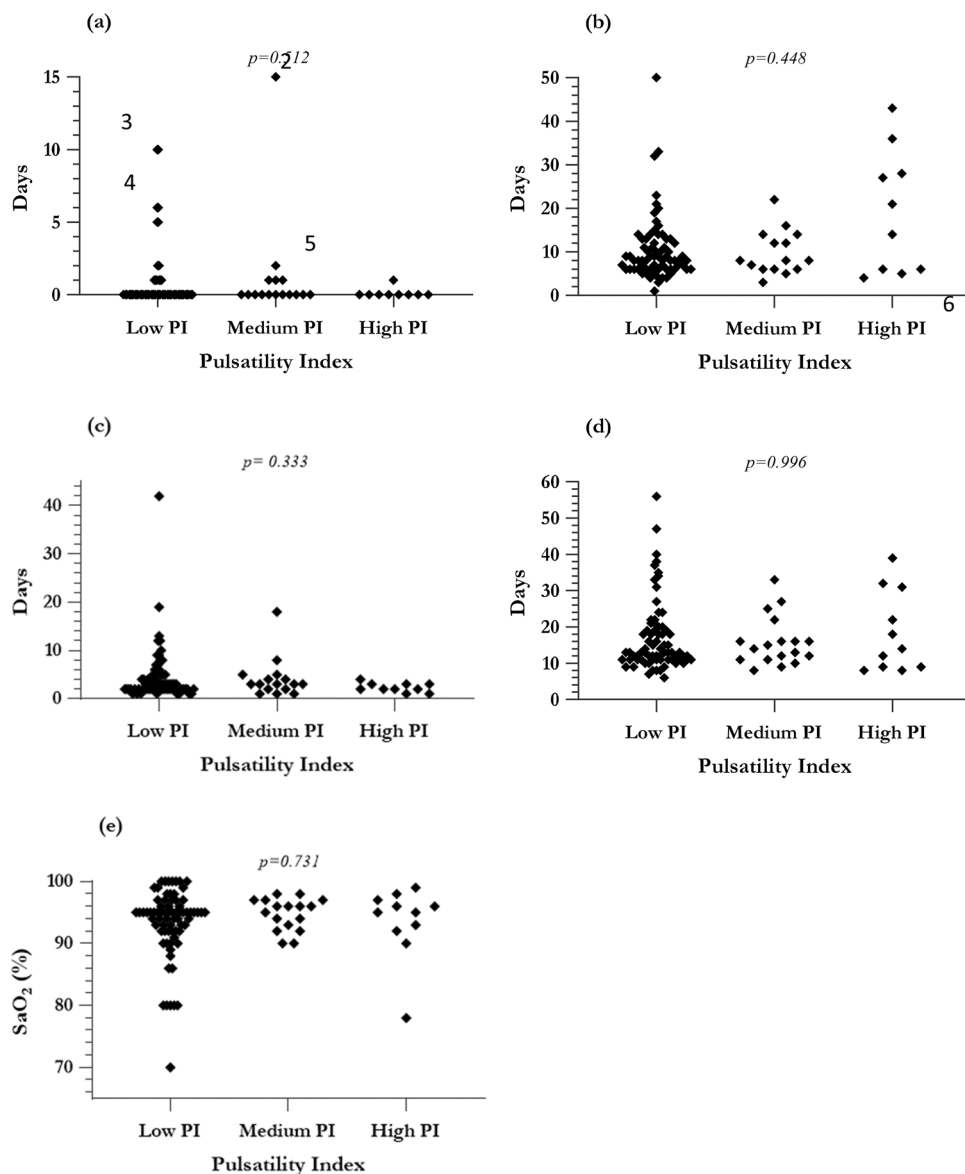 (a)
p=0.512
2
15
3
10
4
Days
5
5
0
Low PI Medium PI High PI
Pulsatility Index
(b)
p=0.448
50
40
30
Days
20
10
0
6
Low PI Medium PI High PI
Pulsatility Index
(c)
p= 0.333
40
30
Days
20
10
0
Low PI Medium PI High PI
Pulsatility Index
(d)
p=0.996
60
50
40
Days
30
20
10
0
Low PI Medium PI High PI
Pulsatility Index
(e)
p=0.731
100
90
SaO₂ (%)
80
70
Low PI Medium PI High PI
Pulsatility Index